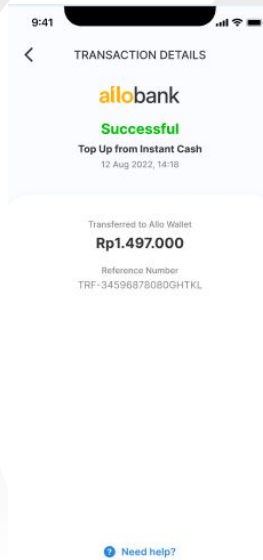 9:41
TRANSACTION DETAILS
allobank
Successful
Top Up from Instant Cash
12 Aug 2022, 14:18
Transferred to Allo Wallet
Rp1.497.000
Reference Number
TRF-34596878080GHTKL
? Need help?